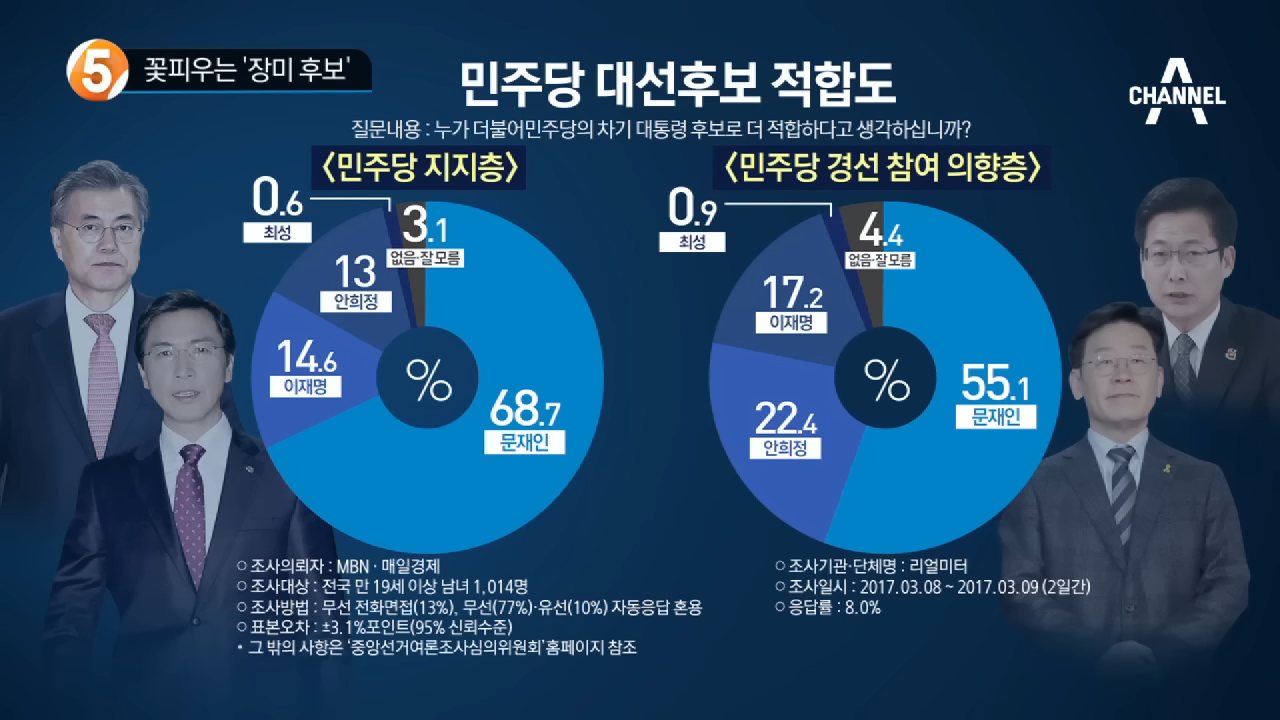 5 꽃피우는 '장미 후보'
민주당 대선후보 적합도
CHANNEL A
질문내용 : 누가 더불어민주당의 차기 대통령 후보로 더 적합하다고 생각하십니까?
〈민주당 지지층〉
0.6
최성
3.1
없음·잘모름
13
안희정
14.6
이재명
%
68.7
문재인
〈민주당 경선 참여 의향층〉
0.9
최성
4.4
없음·잘모름
17.2
이재명
%
55.1
문재인
22.4
안희정
○ 조사의뢰자 : MBN · 매일경제
○ 조사대상 : 전국 만 19세 이상 남녀 1,014명
○ 조사방법 : 무선 전화면접(13%), 무선(77%)·유선(10%) 자동응답 혼용
○ 표본오차 : ±3.1%포인트(95% 신뢰수준)
• 그 밖의 사항은 '중앙선거여론조사심의위원회'홈페이지 참조
○ 조사기관·단체명 : 리얼미터
○ 조사일시 : 2017.03.08 ~ 2017.03.09 (2일간)
○ 응답률 : 8.0%